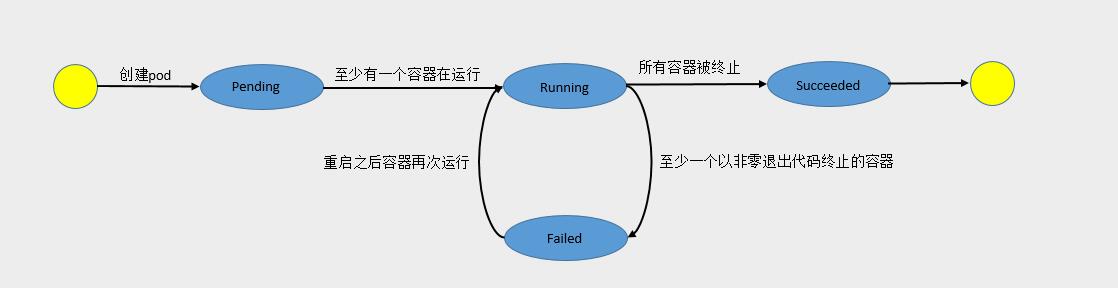 创建pod
Pending
至少有一个容器在运行
Running
所有容器被终止
Succeeded
重启之后容器再次运行
至少一个以非零退出代码终止的容器
Failed